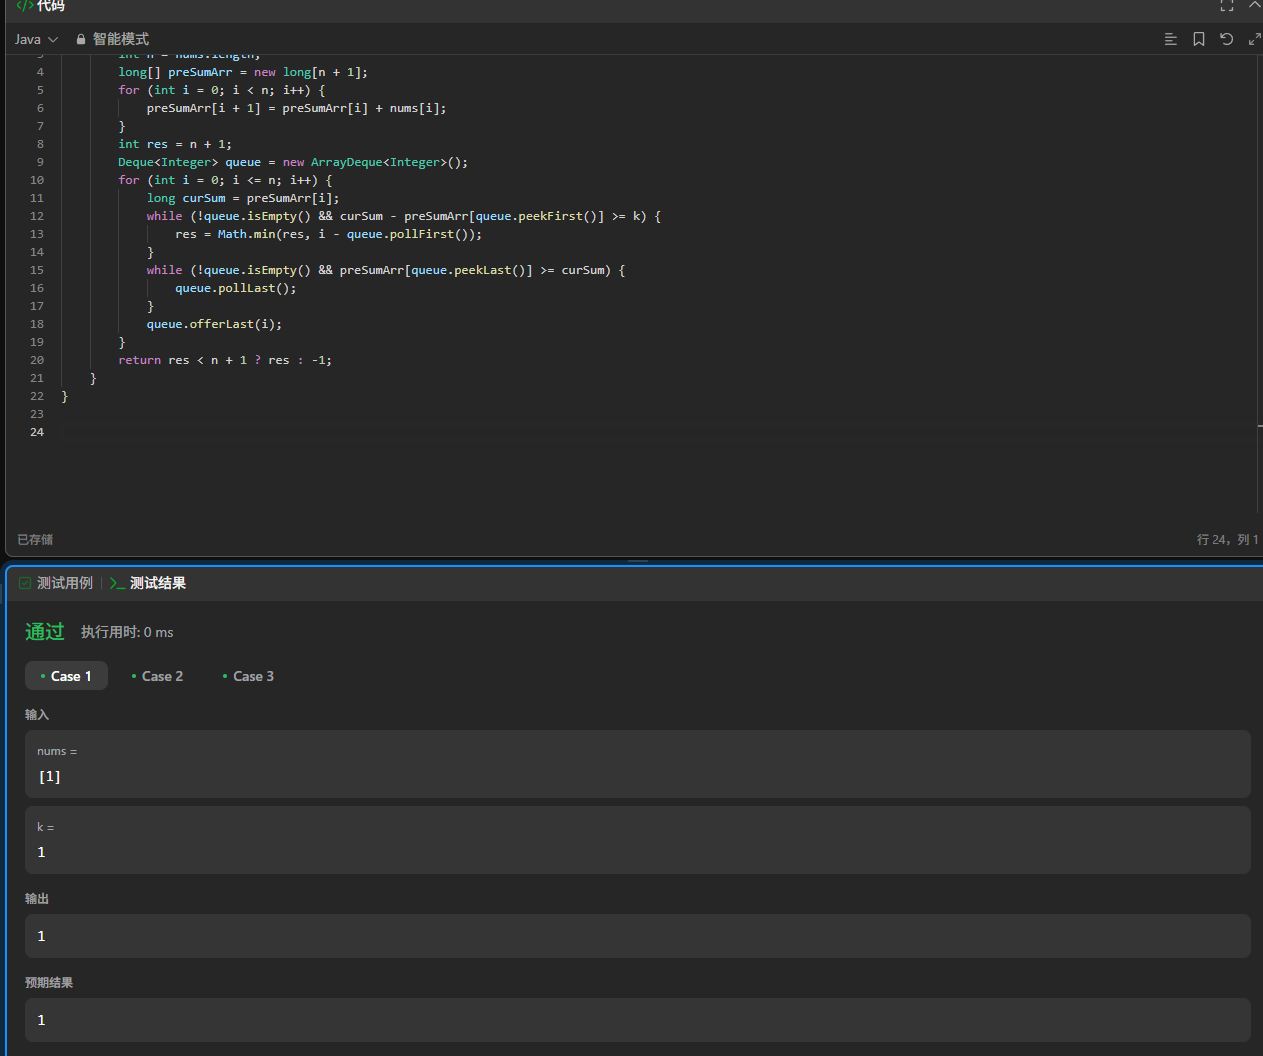 </> 代码
Java 智能模式
3 int n = nums.length;
4 long[] preSumArr = new long[n + 1];
5 for (int i = 0; i < n; i++) {
6 preSumArr[i + 1] = preSumArr[i] + nums[i];
7 }
8 int res = n + 1;
9 Deque<Integer> queue = new ArrayDeque<Integer>();
10 for (int i = 0; i <= n; i++) {
11 long curSum = preSumArr[i];
12 while (!queue.isEmpty() && curSum - preSumArr[queue.peekFirst()] >= k) {
13 res = Math.min(res, i - queue.pollFirst());
14 }
15 while (!queue.isEmpty() && preSumArr[queue.peekLast()] >= curSum) {
16 queue.pollLast();
17 }
18 queue.offerLast(i);
19 }
20 return res < n + 1 ? res : -1;
21 }
22 }
23
24
已存储 行 24，列 1
测试用例 | >_ 测试结果
通过 执行用时: 0 ms
Case 1 Case 2 Case 3
输入
nums =
[1]
k =
1
输出
1
预期结果
1